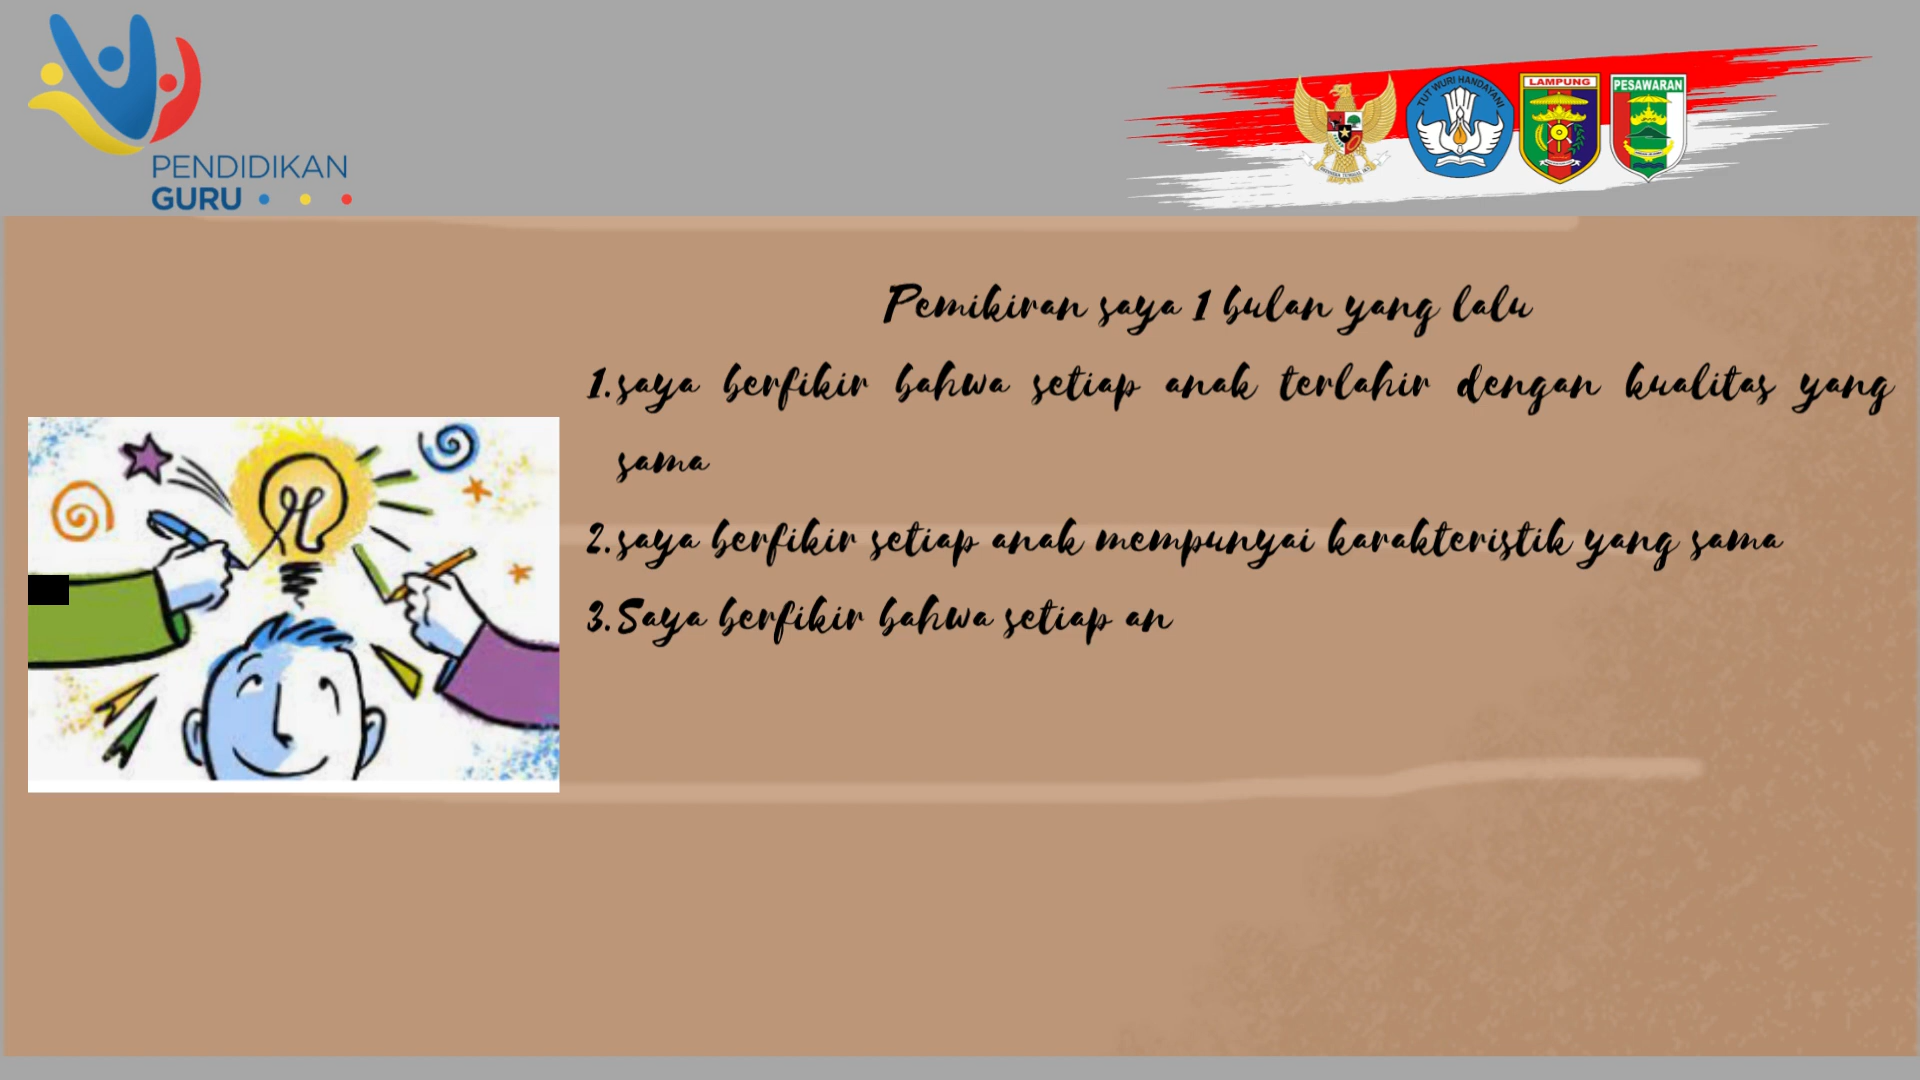 PENDIDIKAN
GURU
TUT WURI HANDAYANI
LAMPUNG
PESAWARAN
Pemikiran saya 1 bulan yang lalu
1. saya berfikir bahwa setiap anak terlahir dengan kualitas yang
sama
2. saya berfikir setiap anak mempunyai karakteristik yang sama
3. Saya berfikir bahwa setiap an